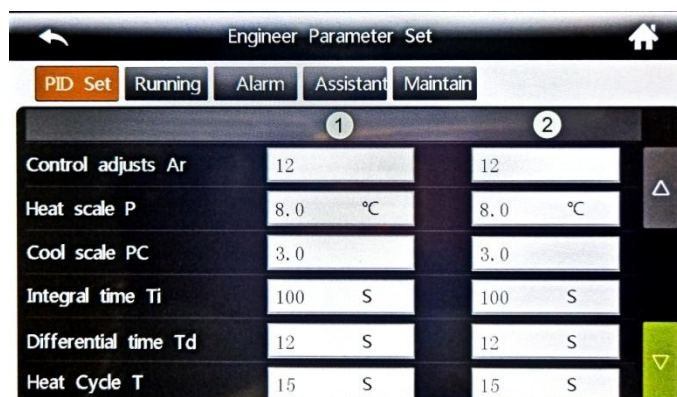 Engineer Parameter Set
PID Set Running Alarm Assistant Maintain
1 2
Control adjusts Ar 12 12
Heat scale P 8.0 ℃ 8.0 ℃
Cool scale PC 3.0 3.0
Integral time Ti 100 S 100 S
Differential time Td 12 S 12 S
Heat Cycle T 15 S 15 S